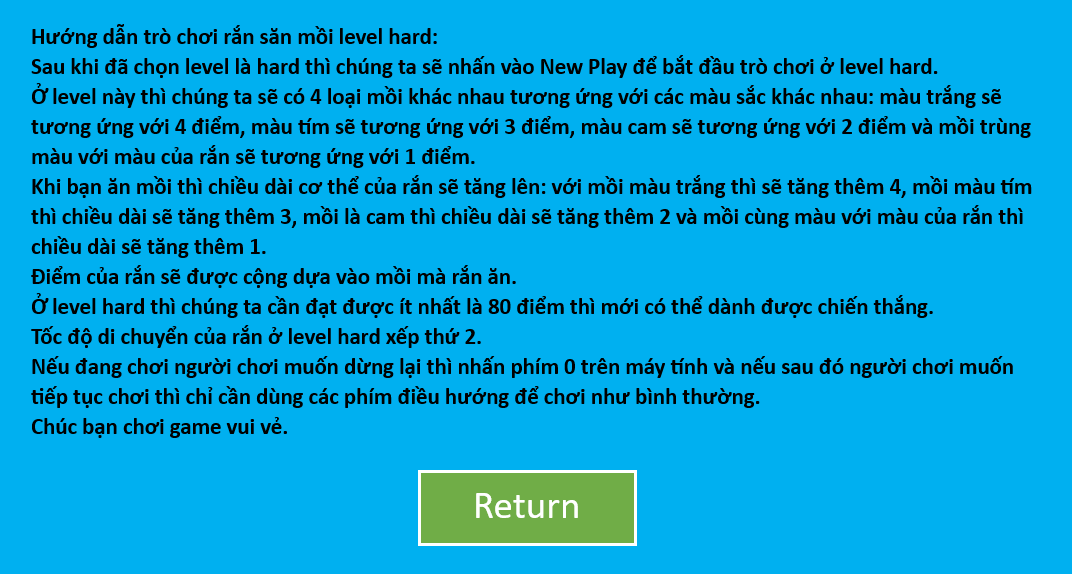 Hướng dẫn trò chơi rắn săn mồi level hard:
Sau khi đã chọn level là hard thì chúng ta sẽ nhấn vào New Play để bắt đầu trò chơi ở level hard.
Ở level này thì chúng ta sẽ có 4 loại mồi khác nhau tương ứng với các màu sắc khác nhau: màu trắng sẽ
tương ứng với 4 điểm, màu tím sẽ tương ứng với 3 điểm, màu cam sẽ tương ứng với 2 điểm và mồi trùng
màu với màu của rắn sẽ tương ứng với 1 điểm.
Khi bạn ăn mồi thì chiều dài cơ thể của rắn sẽ tăng lên: với mồi màu trắng thì sẽ tăng thêm 4, mồi màu tím
thì chiều dài sẽ tăng thêm 3, mồi là cam thì chiều dài sẽ tăng thêm 2 và mồi cùng màu với màu của rắn thì
chiều dài sẽ tăng thêm 1.
Điểm của rắn sẽ được cộng dựa vào mồi mà rắn ăn.
Ở level hard thì chúng ta cần đạt được ít nhất là 80 điểm thì mới có thể dành được chiến thắng.
Tốc độ di chuyển của rắn ở level hard xếp thứ 2.
Nếu đang chơi người chơi muốn dừng lại thì nhấn phím 0 trên máy tính và nếu sau đó người chơi muốn
tiếp tục chơi thì chỉ cần dùng các phím điều hướng để chơi như bình thường.
Chúc bạn chơi game vui vẻ.
Return